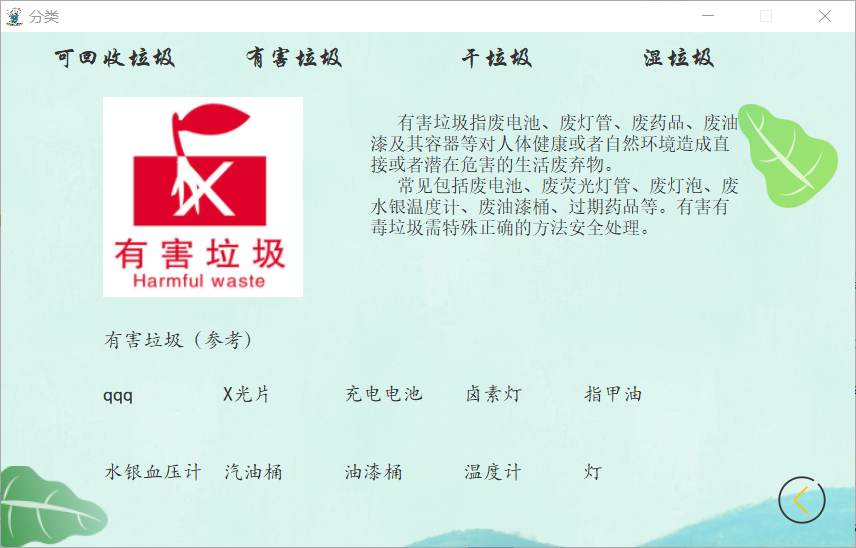 分类
可回收垃圾 有害垃圾 干垃圾 湿垃圾
有害垃圾
Harmful waste
有害垃圾指废电池、废灯管、废药品、废油
漆及其容器等对人体健康或者自然环境造成直
接或者潜在危害的生活废弃物。
常见包括废电池、废荧光灯管、废灯泡、废
水银温度计、废油漆桶、过期药品等。有害有
毒垃圾需特殊正确的方法安全处理。
有害垃圾（参考）
qqq X光片 充电电池 卤素灯 指甲油
水银血压计 汽油桶 油漆桶 温度计 灯